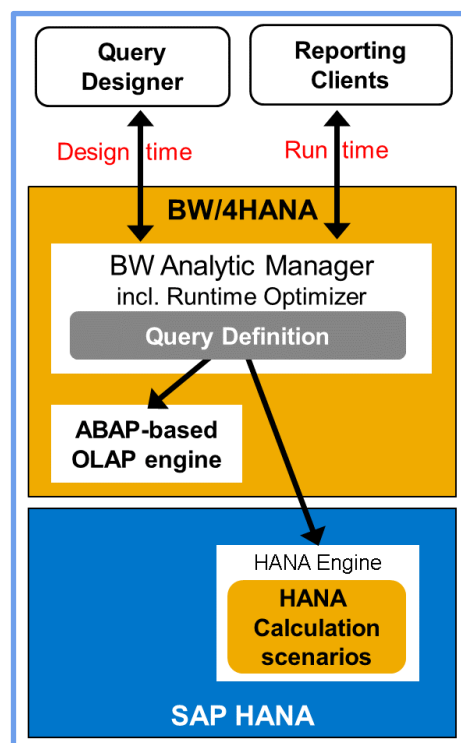 Query
Designer
Reporting
Clients
Design time
Run time
BW/4HANA
BW Analytic Manager
incl. Runtime Optimizer
Query Definition
ABAP-based
OLAP engine
HANA Engine
HANA
Calculation
scenarios
SAP HANA